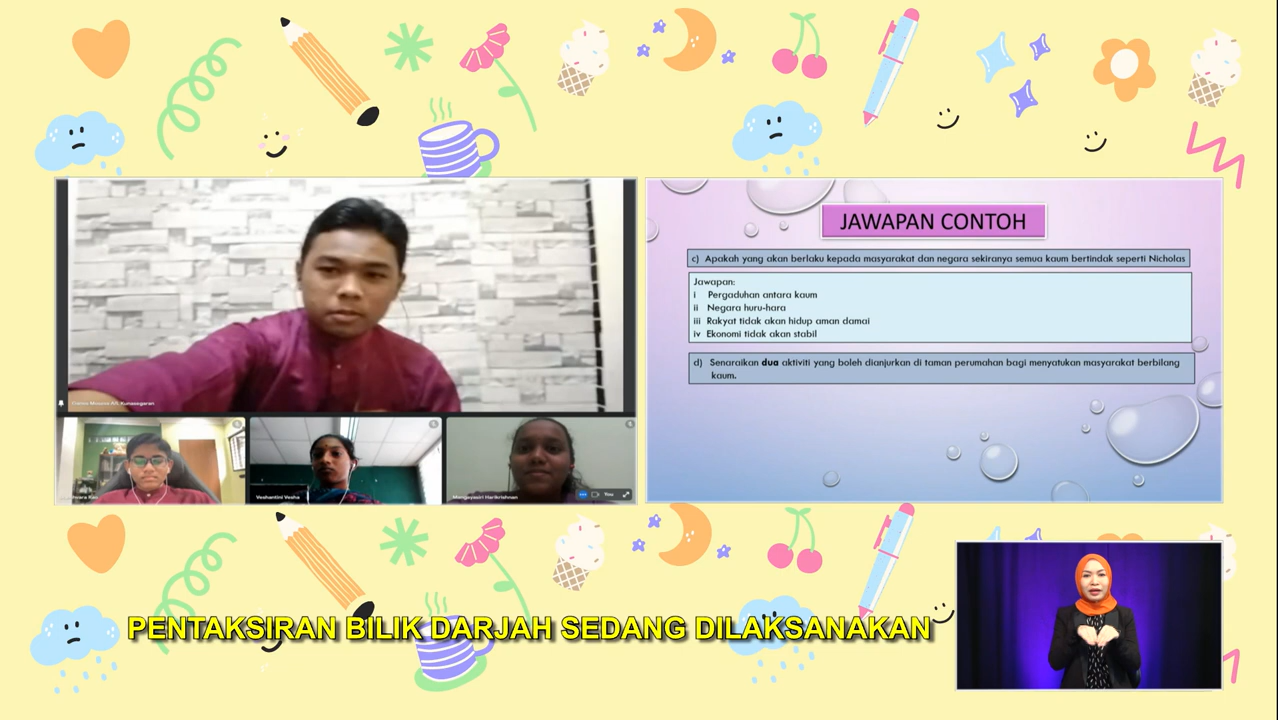 JAWAPAN CONTOH
c) Apakah yang akan berlaku kepada masyarakat dan negara sekiranya semua kaum bertindak seperti Nicholas
Jawapan:
i Pergaduhan antara kaum
ii Negara huru-hara
iii Rakyat tidak akan hidup aman damai
iv Ekonomi tidak akan stabil
d) Senaraikan dua aktiviti yang boleh dianjurkan di taman perumahan bagi menyatukan masyarakat berbilang
kaum.
Kunasegaran
Veshantini Vesha
Harikrishnan
You
PENTAKSIRAN BILIK DARJAH SEDANG DILAKSANAKAN